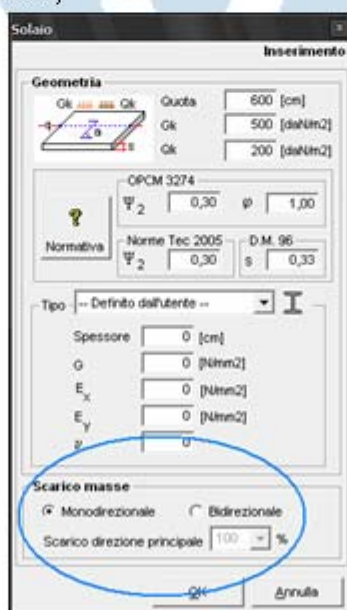 Solaio
Inserimento
Geometria
Gk Qk
a
s
Quota 600 [cm]
Gk 500 [daN/m2]
Qk 200 [daN/m2]
OPCM 3274
Ψ2 0,30 φ 1,00
?
Normativa
Norme Tec 2005
Ψ2 0,30
D.M. 96
s 0,33
Tipo -- Definito dall'utente --
Spessore 0 [cm]
G 0 [N/mm2]
Ex 0 [N/mm2]
Ey 0 [N/mm2]
ν 0
Scarico masse
Monodirezionale Bidirezionale
Scarico direzione principale 100 %
OK Annulla